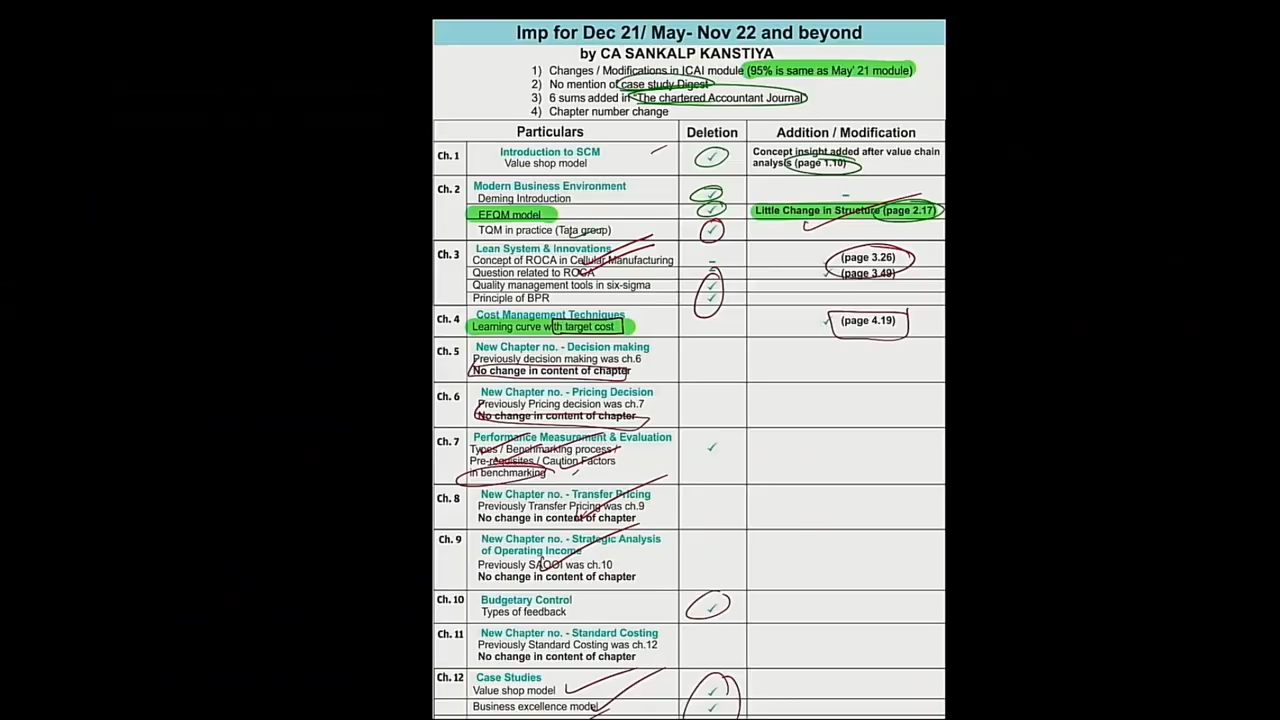 Imp for Dec 21/ May- Nov 22 and beyond
by CA SANKALP KANSTIYA
1) Changes / Modifications in ICAI module (95% is same as May' 21 module)
2) No mention of case study Digest
3) 6 sums added in 'The chartered Accountant Journal
4) Chapter number change
Particulars Deletion Addition / Modification
Ch. 1 Introduction to SCM
Value shop model ✓ Concept insight added after value chain
analysis (page 1.10)
Ch. 2 Modern Business Environment
Deming Introduction ✓ –
EFQM model ✓ Little Change in Structure (page 2.17)
TQM in practice (Tata group) ✓
Ch. 3 Lean System & Innovations
Concept of ROCA in Cellular Manufacturing – (page 3.26)
Question related to ROCA – ✓ (page 3.49)
Quality management tools in six-sigma ✓
Principle of BPR ✓
Ch. 4 Cost Management Techniques
Learning curve with target cost ✓ (page 4.19)
Ch. 5 New Chapter no. - Decision making
Previously decision making was ch.6
No change in content of chapter
Ch. 6 New Chapter no. - Pricing Decision
Previously Pricing decision was ch.7
No change in content of chapter
Ch. 7 Performance Measurement & Evaluation
Types / Benchmarking process / ✓
Pre-requisites / Caution Factors
in benchmarking
Ch. 8 New Chapter no. - Transfer Pricing
Previously Transfer Pricing was ch.9
No change in content of chapter
Ch. 9 New Chapter no. - Strategic Analysis
of Operating Income
Previously SAOOI was ch.10
No change in content of chapter
Ch. 10 Budgetary Control
Types of feedback ✓
Ch. 11 New Chapter no. - Standard Costing
Previously Standard Costing was ch.12
No change in content of chapter
Ch. 12 Case Studies
Value shop model ✓
Business excellence model ✓